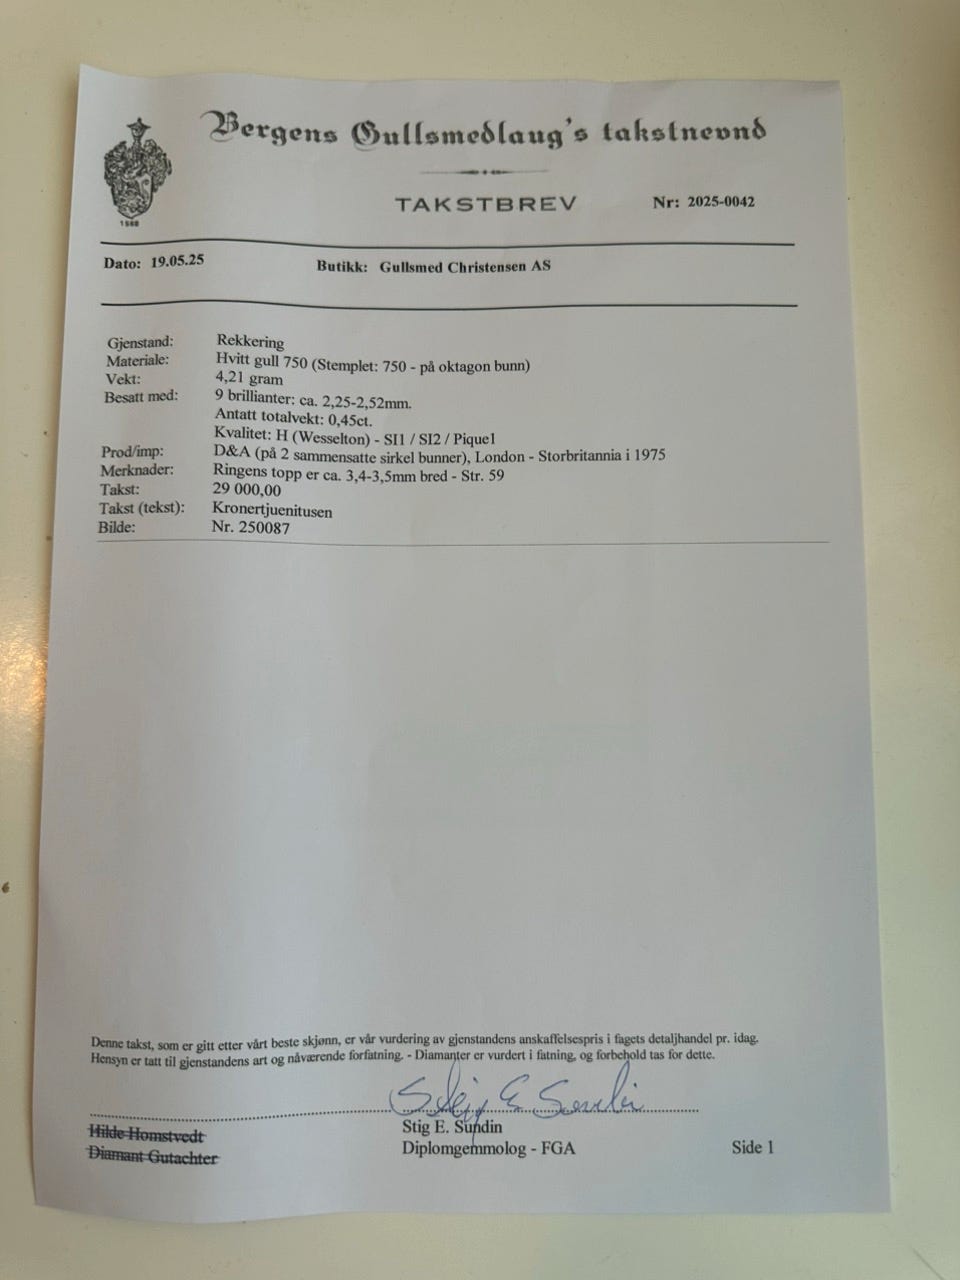 Bergens Gullsmedlaug's takstnevnd
1568
TAKSTBREV
Nr: 2025-0042
Dato: 19.05.25
Butikk: Gullsmed Christensen AS
Gjenstand: Rekkering
Materiale: Hvitt gull 750 (Stemplet: 750 - på oktagon bunn)
Vekt: 4,21 gram
Besatt med: 9 brillianter: ca. 2,25-2,52mm.
Antatt totalvekt: 0,45ct.
Kvalitet: H (Wesselton) - SI1 / SI2 / Pique1
Prod/imp: D&A (på 2 sammensatte sirkel bunner), London - Storbritannia i 1975
Merknader: Ringens topp er ca. 3,4-3,5mm bred - Str. 59
Takst: 29 000,00
Takst (tekst): Kronertjuenitusen
Bilde: Nr. 250087
Denne takst, som er gitt etter vårt beste skjønn, er vår vurdering av gjenstandens anskaffelsespris i fagets detaljhandel pr. idag.
Hensyn er tatt til gjenstandens art og nåværende forfatning. - Diamanter er vurdert i fatning, og forbehold tas for dette.
Stig E Sundin
Hilde Homstvedt
Diamant Gutachter
Stig E. Sundin
Diplomgemmolog - FGA
Side 1